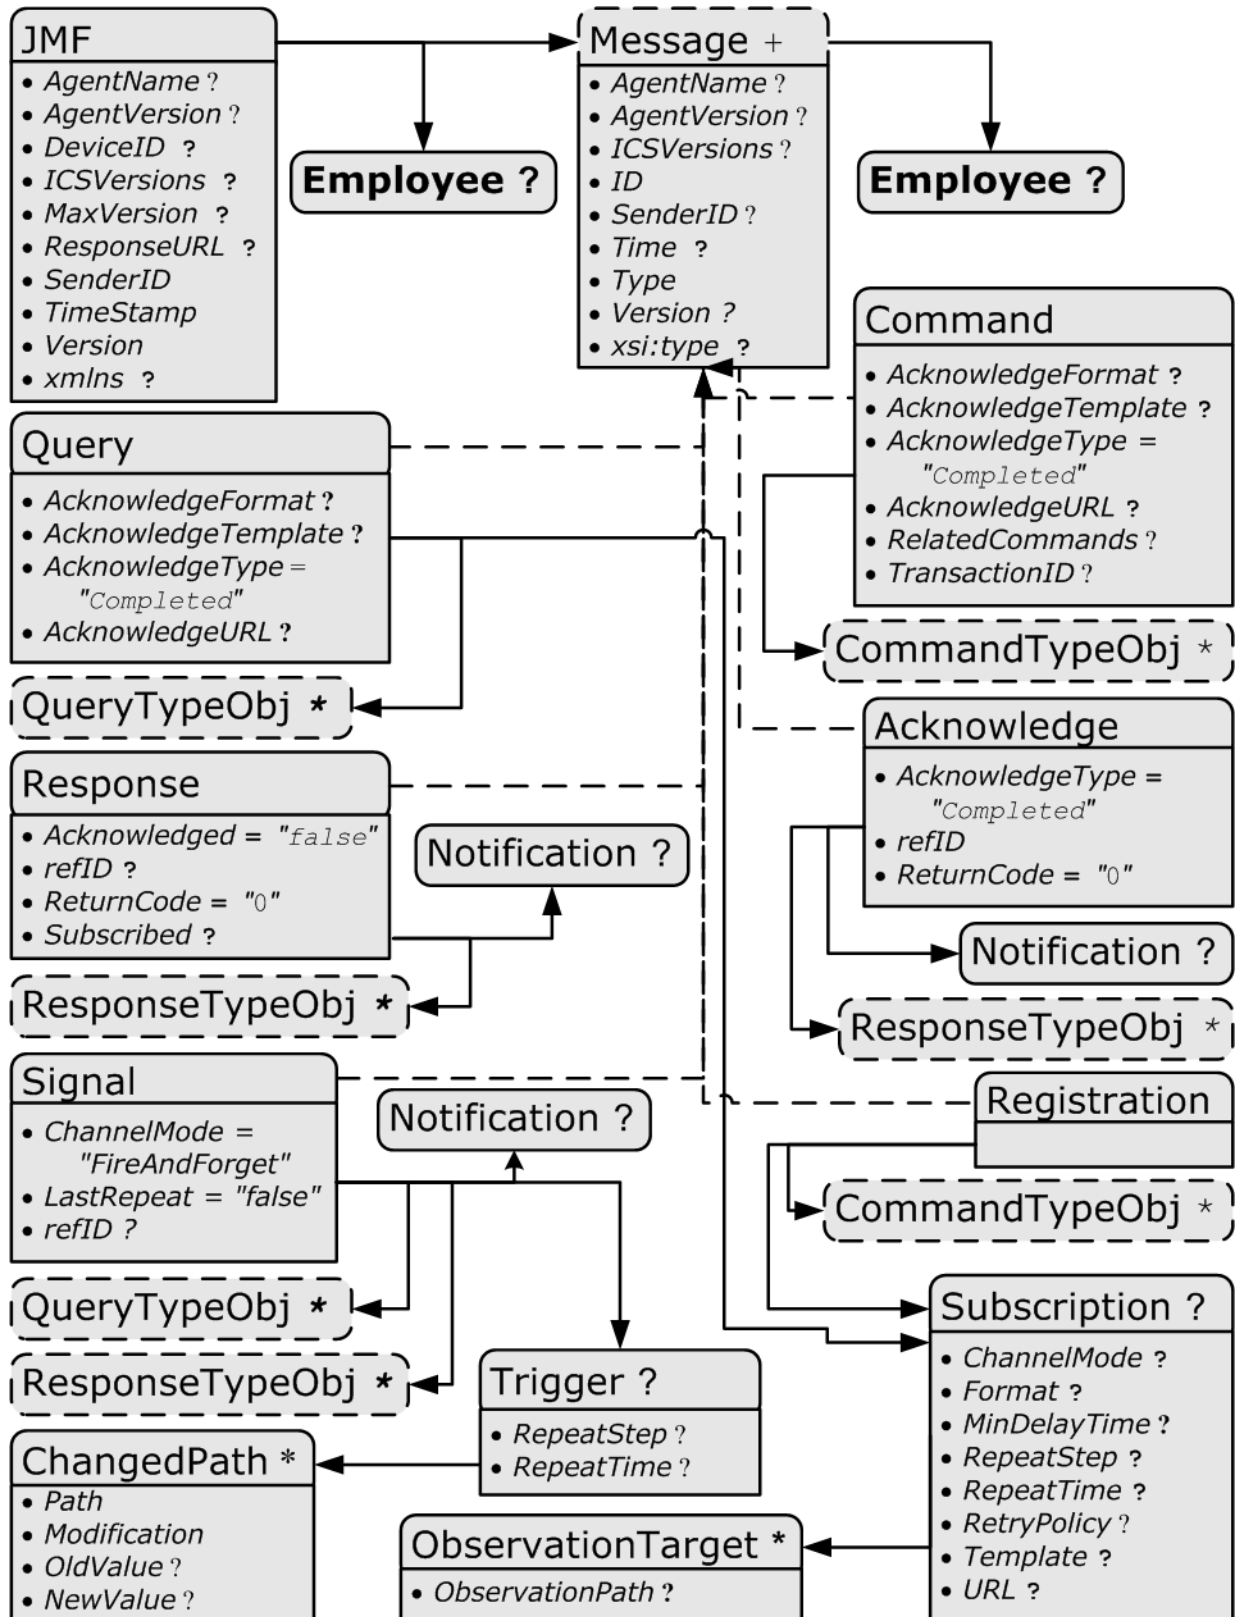 JMF
• AgentName ?
• AgentVersion ?
• DeviceID ?
• ICSVersions ?
• MaxVersion ?
• ResponseURL ?
• SenderID
• TimeStamp
• Version
• xmlns ?
Employee ?
Message +
• AgentName ?
• AgentVersion ?
• ICSVersions ?
• ID
• SenderID ?
• Time ?
• Type
• Version ?
• xsi:type ?
Employee ?
Command
• AcknowledgeFormat ?
• AcknowledgeTemplate ?
• AcknowledgeType =
"Completed"
• AcknowledgeURL ?
• RelatedCommands ?
• TransactionID ?
CommandTypeObj *
Query
• AcknowledgeFormat ?
• AcknowledgeTemplate ?
• AcknowledgeType =
"Completed"
• AcknowledgeURL ?
QueryTypeObj *
Acknowledge
• AcknowledgeType =
"Completed"
• refID
• ReturnCode = "0"
Notification ?
ResponseTypeObj *
Response
• Acknowledged = "false"
• refID ?
• ReturnCode = "0"
• Subscribed ?
Notification ?
ResponseTypeObj *
Signal
• ChannelMode =
"FireAndForget"
• LastRepeat = "false"
• refID ?
Notification ?
QueryTypeObj *
ResponseTypeObj *
Registration
CommandTypeObj *
Subscription ?
• ChannelMode ?
• Format ?
• MinDelayTime ?
• RepeatStep ?
• RepeatTime ?
• RetryPolicy ?
• Template ?
• URL ?
Trigger ?
• RepeatStep ?
• RepeatTime ?
ChangedPath *
• Path
• Modification
• OldValue ?
• NewValue ?
ObservationTarget *
• ObservationPath ?